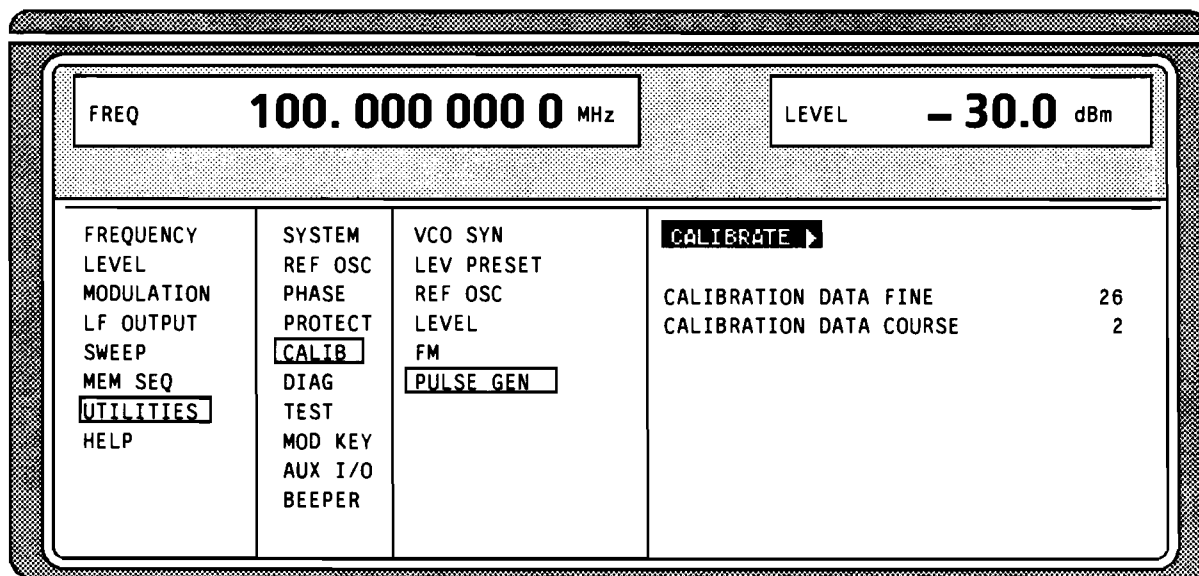 FREQ 100. 000 000 0 MHz
LEVEL – 30.0 dBm
FREQUENCY
LEVEL
MODULATION
LF OUTPUT
SWEEP
MEM SEQ
UTILITIES
HELP
SYSTEM
REF OSC
PHASE
PROTECT
CALIB
DIAG
TEST
MOD KEY
AUX I/O
BEEPER
VCO SYN
LEV PRESET
REF OSC
LEVEL
FM
PULSE GEN
CALIBRATE ▶
CALIBRATION DATA FINE 26
CALIBRATION DATA COURSE 2